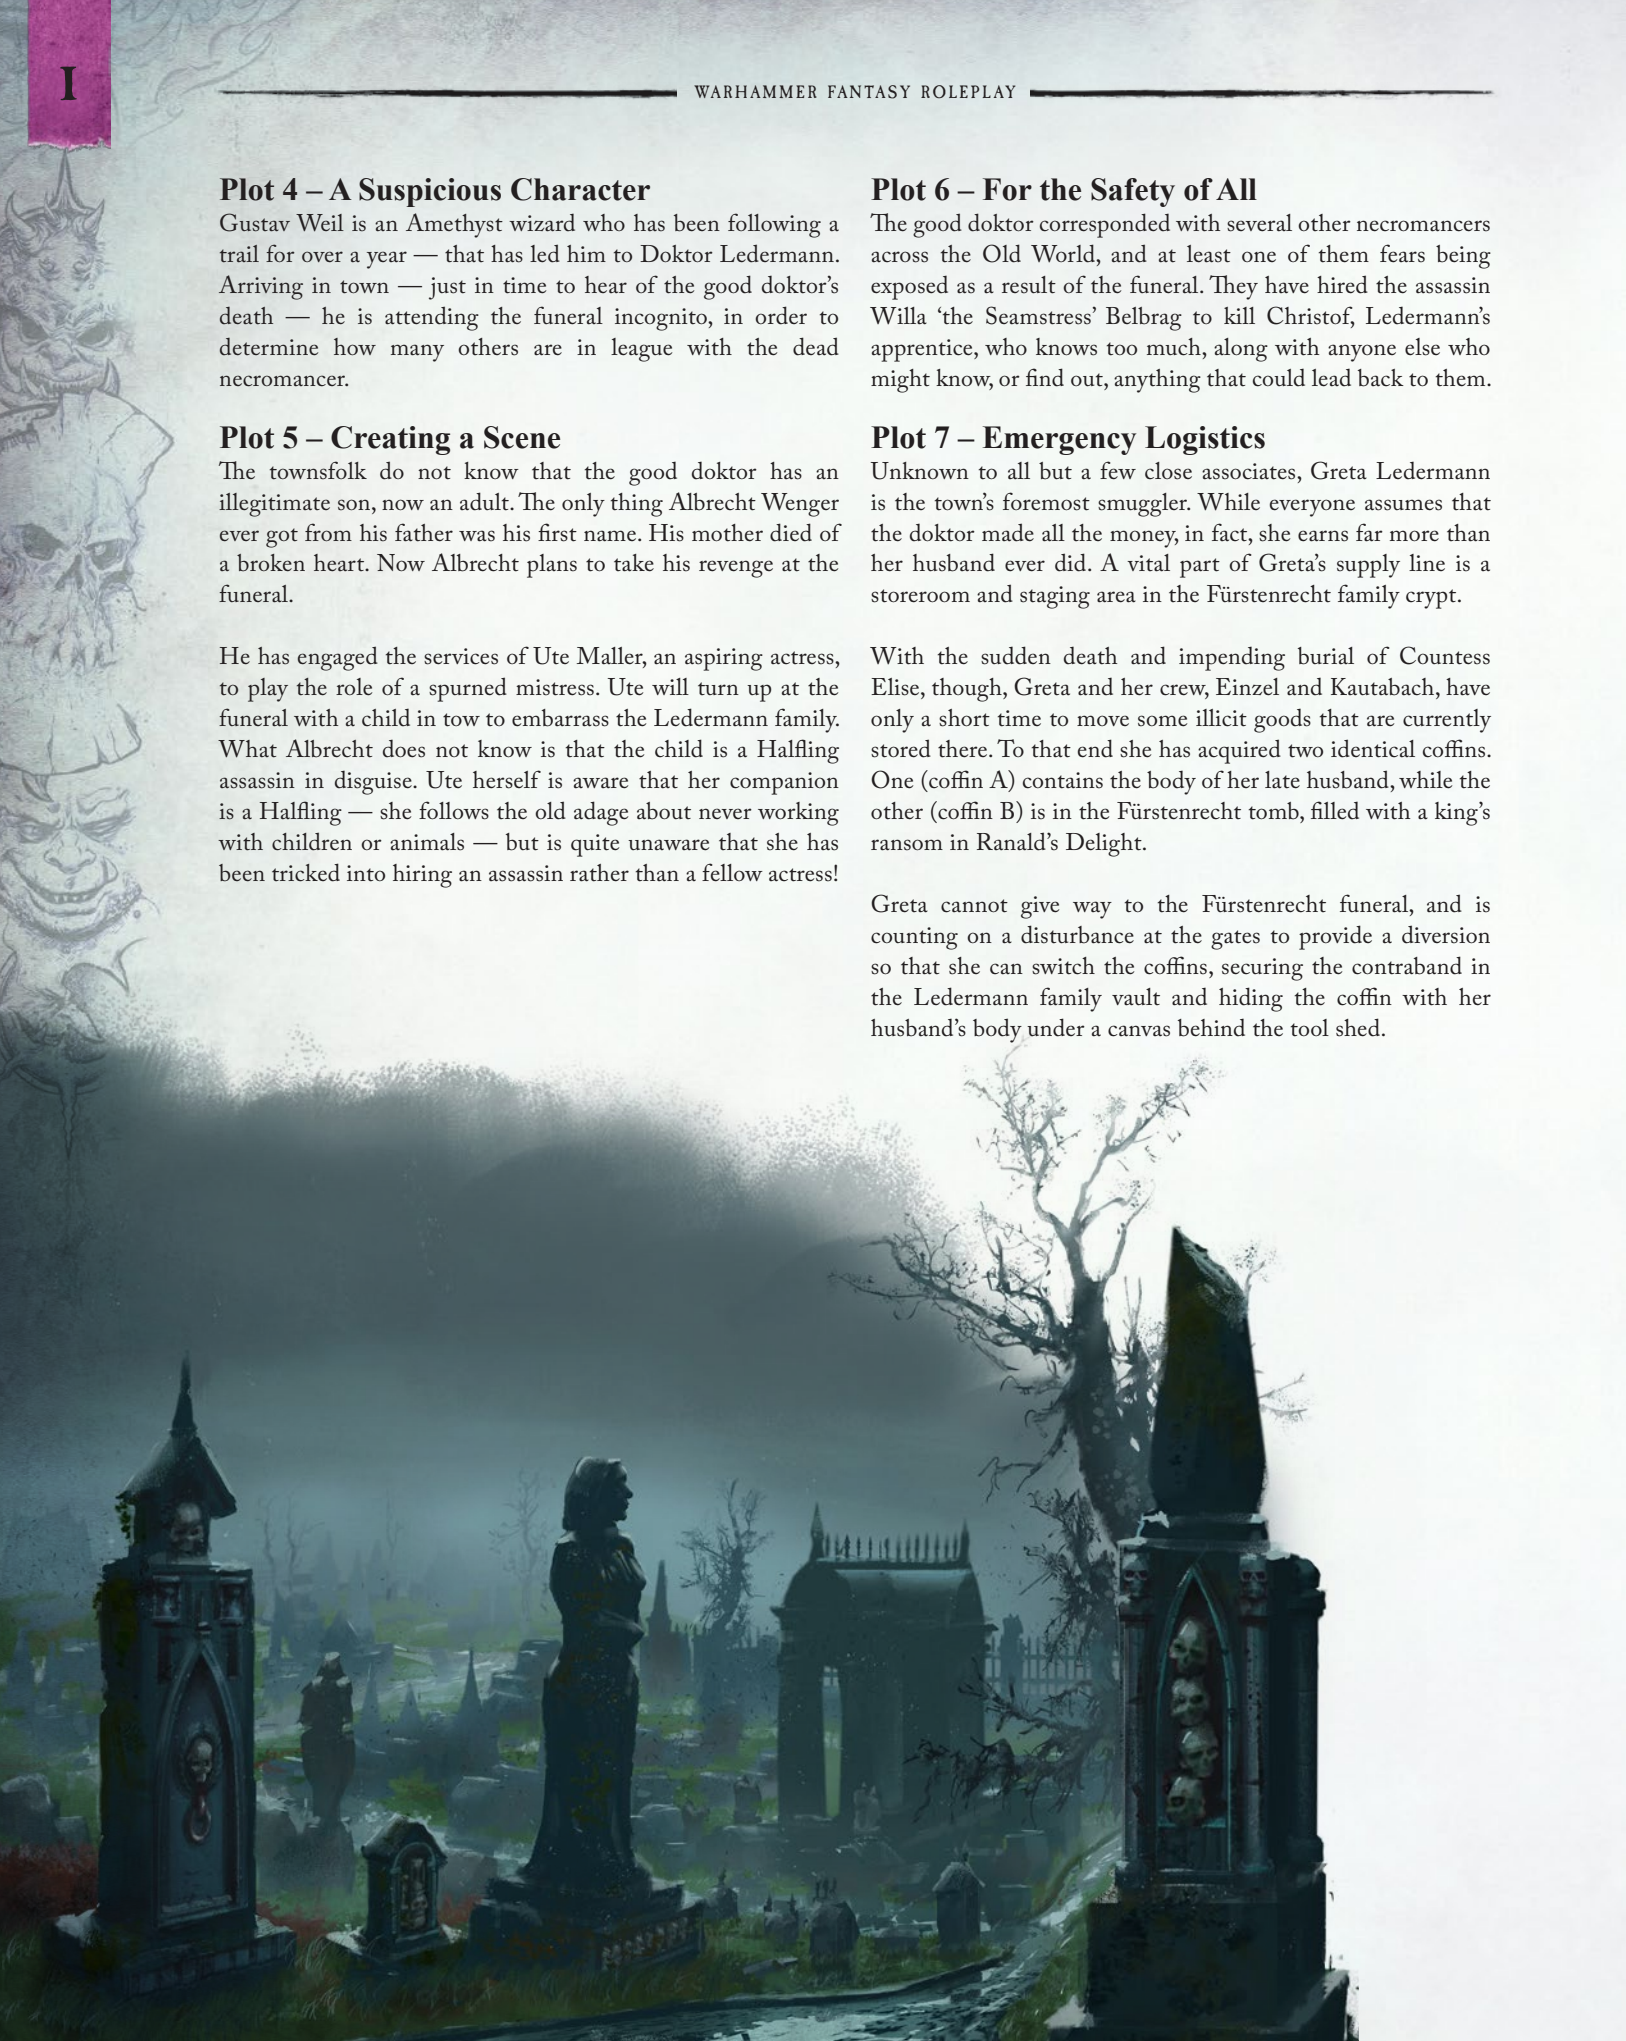 I
WARHAMMER FANTASY ROLEPLAY
Plot 4 – A Suspicious Character
Gustav Weil is an Amethyst wizard who has been following a
trail for over a year — that has led him to Doktor Ledermann.
Arriving in town — just in time to hear of the good doktor’s
death — he is attending the funeral incognito, in order to
determine how many others are in league with the dead
necromancer.
Plot 5 – Creating a Scene
The townsfolk do not know that the good doktor has an
illegitimate son, now an adult. The only thing Albrecht Wenger
ever got from his father was his first name. His mother died of
a broken heart. Now Albrecht plans to take his revenge at the
funeral.
He has engaged the services of Ute Maller, an aspiring actress,
to play the role of a spurned mistress. Ute will turn up at the
funeral with a child in tow to embarrass the Ledermann family.
What Albrecht does not know is that the child is a Halfling
assassin in disguise. Ute herself is aware that her companion
is a Halfling — she follows the old adage about never working
with children or animals — but is quite unaware that she has
been tricked into hiring an assassin rather than a fellow actress!
Plot 6 – For the Safety of All
The good doktor corresponded with several other necromancers
across the Old World, and at least one of them fears being
exposed as a result of the funeral. They have hired the assassin
Willa ‘the Seamstress’ Belbrag to kill Christof, Ledermann’s
apprentice, who knows too much, along with anyone else who
might know, or find out, anything that could lead back to them.
Plot 7 – Emergency Logistics
Unknown to all but a few close associates, Greta Ledermann
is the town’s foremost smuggler. While everyone assumes that
the doktor made all the money, in fact, she earns far more than
her husband ever did. A vital part of Greta’s supply line is a
storeroom and staging area in the Fürstenrecht family crypt.
With the sudden death and impending burial of Countess
Elise, though, Greta and her crew, Einzel and Kautabach, have
only a short time to move some illicit goods that are currently
stored there. To that end she has acquired two identical coffins.
One (coffin A) contains the body of her late husband, while the
other (coffin B) is in the Fürstenrecht tomb, filled with a king’s
ransom in Ranald’s Delight.
Greta cannot give way to the Fürstenrecht funeral, and is
counting on a disturbance at the gates to provide a diversion
so that she can switch the coffins, securing the contraband in
the Ledermann family vault and hiding the coffin with her
husband’s body under a canvas behind the tool shed.